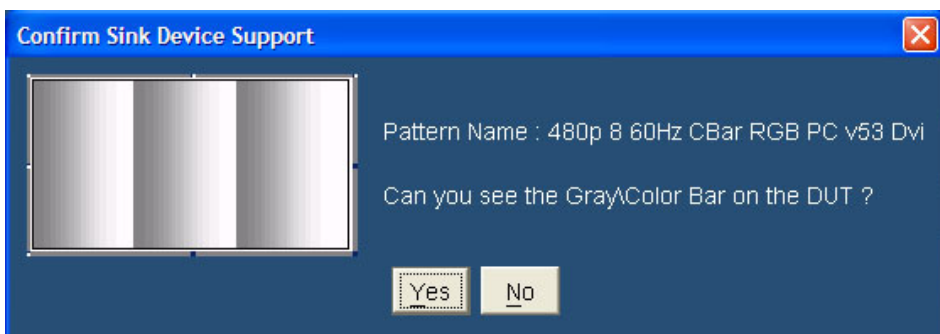 Confirm Sink Device Support
Pattern Name : 480p 8 60Hz CBar RGB PC v53 Dvi
Can you see the Gray\Color Bar on the DUT ?
Yes No